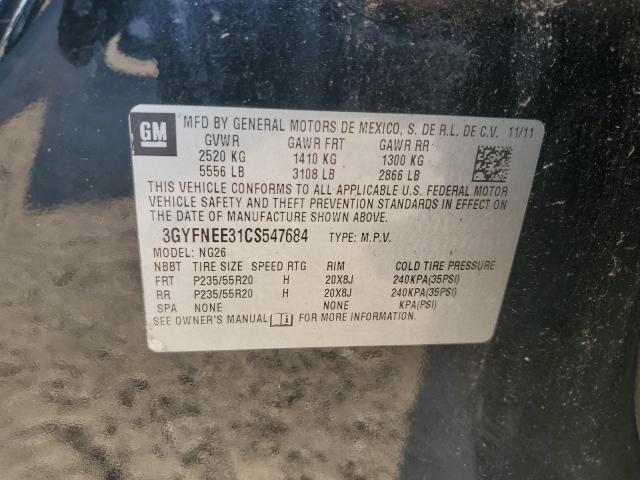 GM
MFD BY GENERAL MOTORS DE MEXICO, S. DE R.L. DE C.V. 11/11
GVWR GAWR FRT GAWR RR
2520 KG 1410 KG 1300 KG
5556 LB 3108 LB 2866 LB
THIS VEHICLE CONFORMS TO ALL APPLICABLE U.S. FEDERAL MOTOR
VEHICLE SAFETY AND THEFT PREVENTION STANDARDS IN EFFECT ON
THE DATE OF MANUFACTURE SHOWN ABOVE.
3GYFNEE31CS547684 TYPE: M.P.V.
MODEL: NG26
NBBT TIRE SIZE SPEED RTG RIM COLD TIRE PRESSURE
FRT P235/55R20 H 20X8J 240KPA(35PSI)
RR P235/55R20 H 20X8J 240KPA(35PSI)
SPA NONE NONE KPA(PSI)
SEE OWNER'S MANUAL FOR MORE INFORMATION.